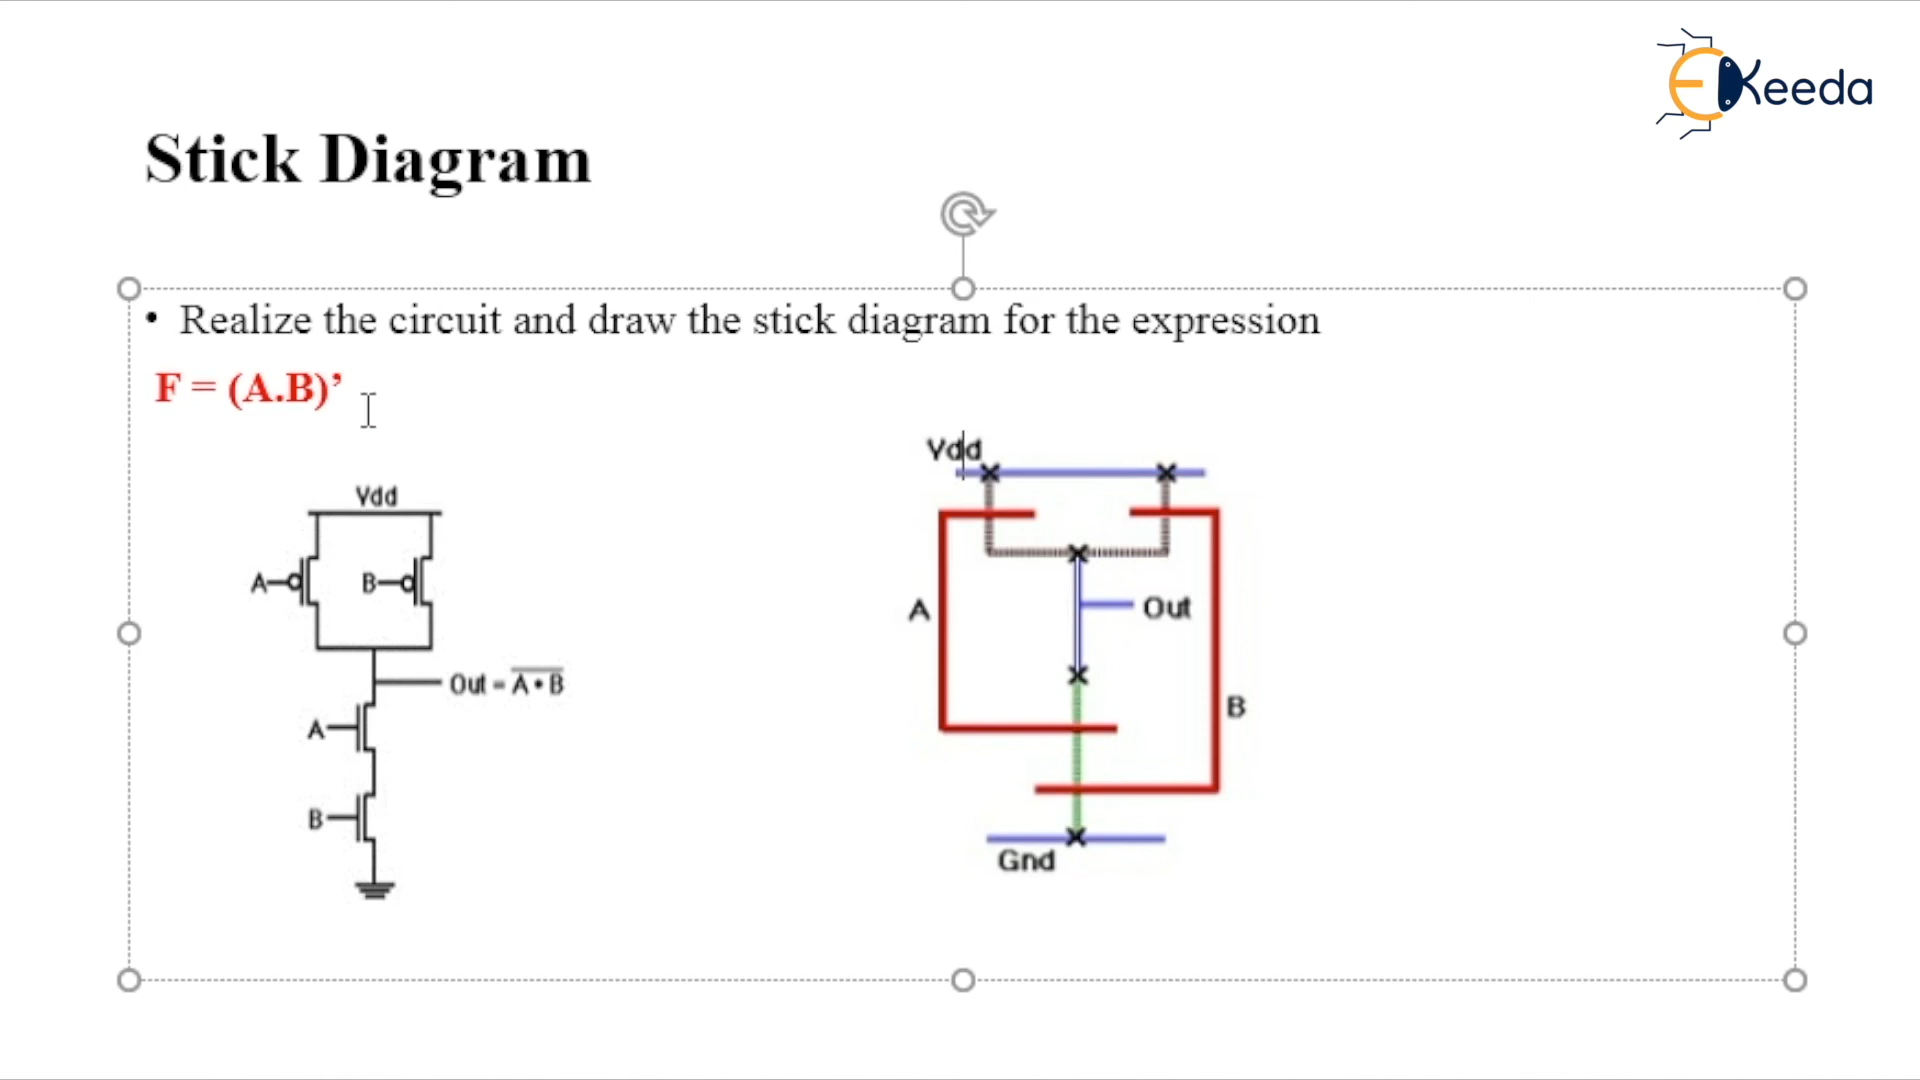 EKeeda
Stick Diagram
• Realize the circuit and draw the stick diagram for the expression
F = (A.B)’
Vdd
A
B
Out = A • B
A
B
Vdd
A
Out
B
Gnd